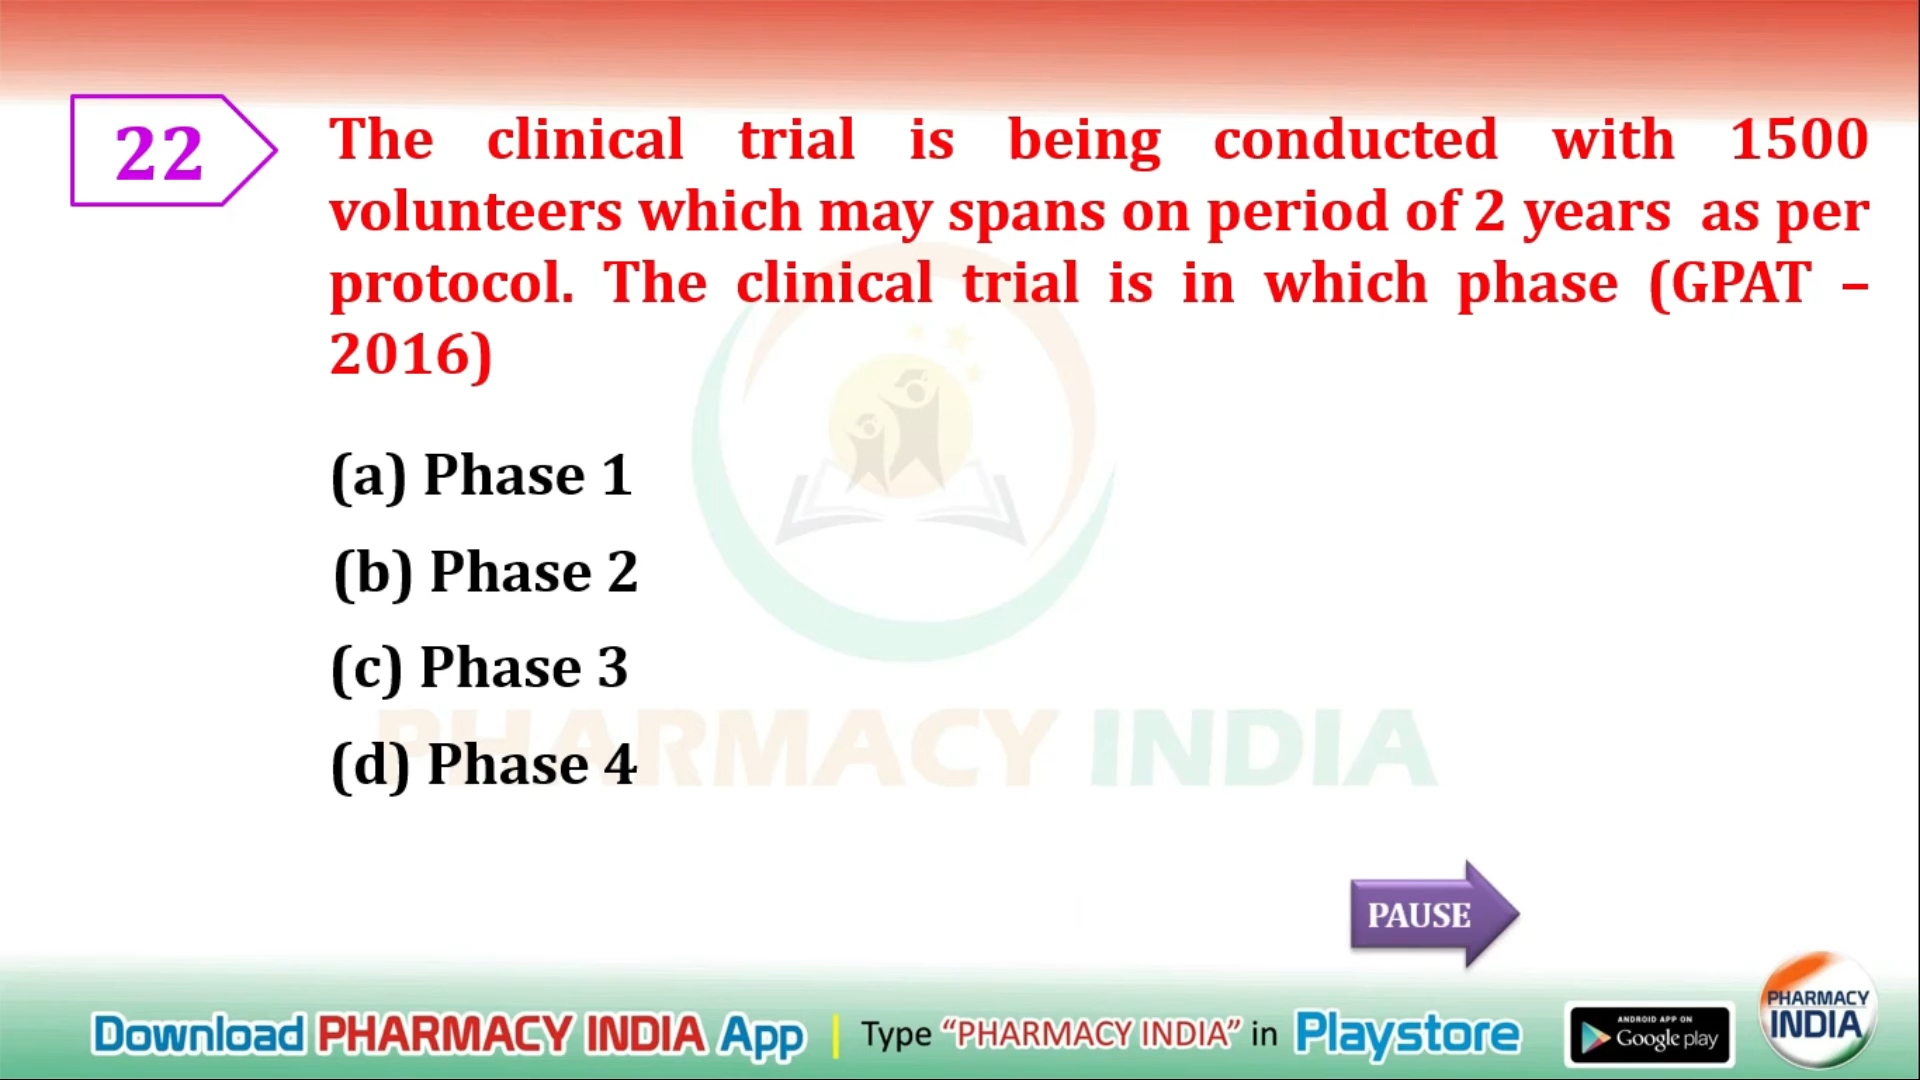 22
The clinical trial is being conducted with 1500
volunteers which may spans on period of 2 years as per
protocol. The clinical trial is in which phase (GPAT –
2016)
(a) Phase 1
(b) Phase 2
(c) Phase 3
PHARMACY INDIA
(d) Phase 4
PAUSE
Download PHARMACY INDIA App | Type “PHARMACY INDIA” in Playstore
ANDROID APP ON
Google play
PHARMACY
INDIA